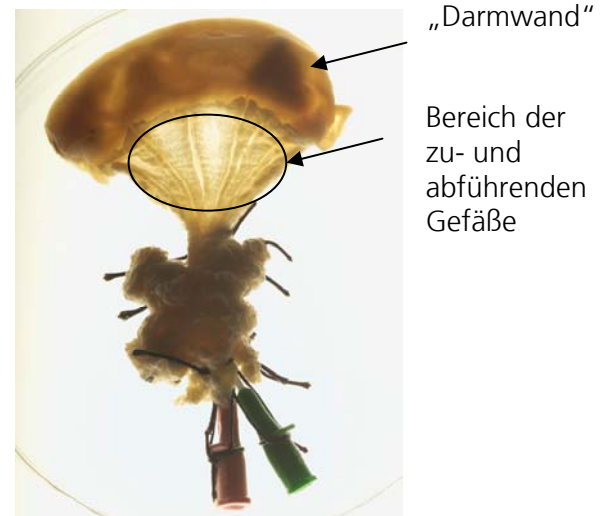 „Darmwand“
Bereich der
zu- und
abführenden
Gefäße